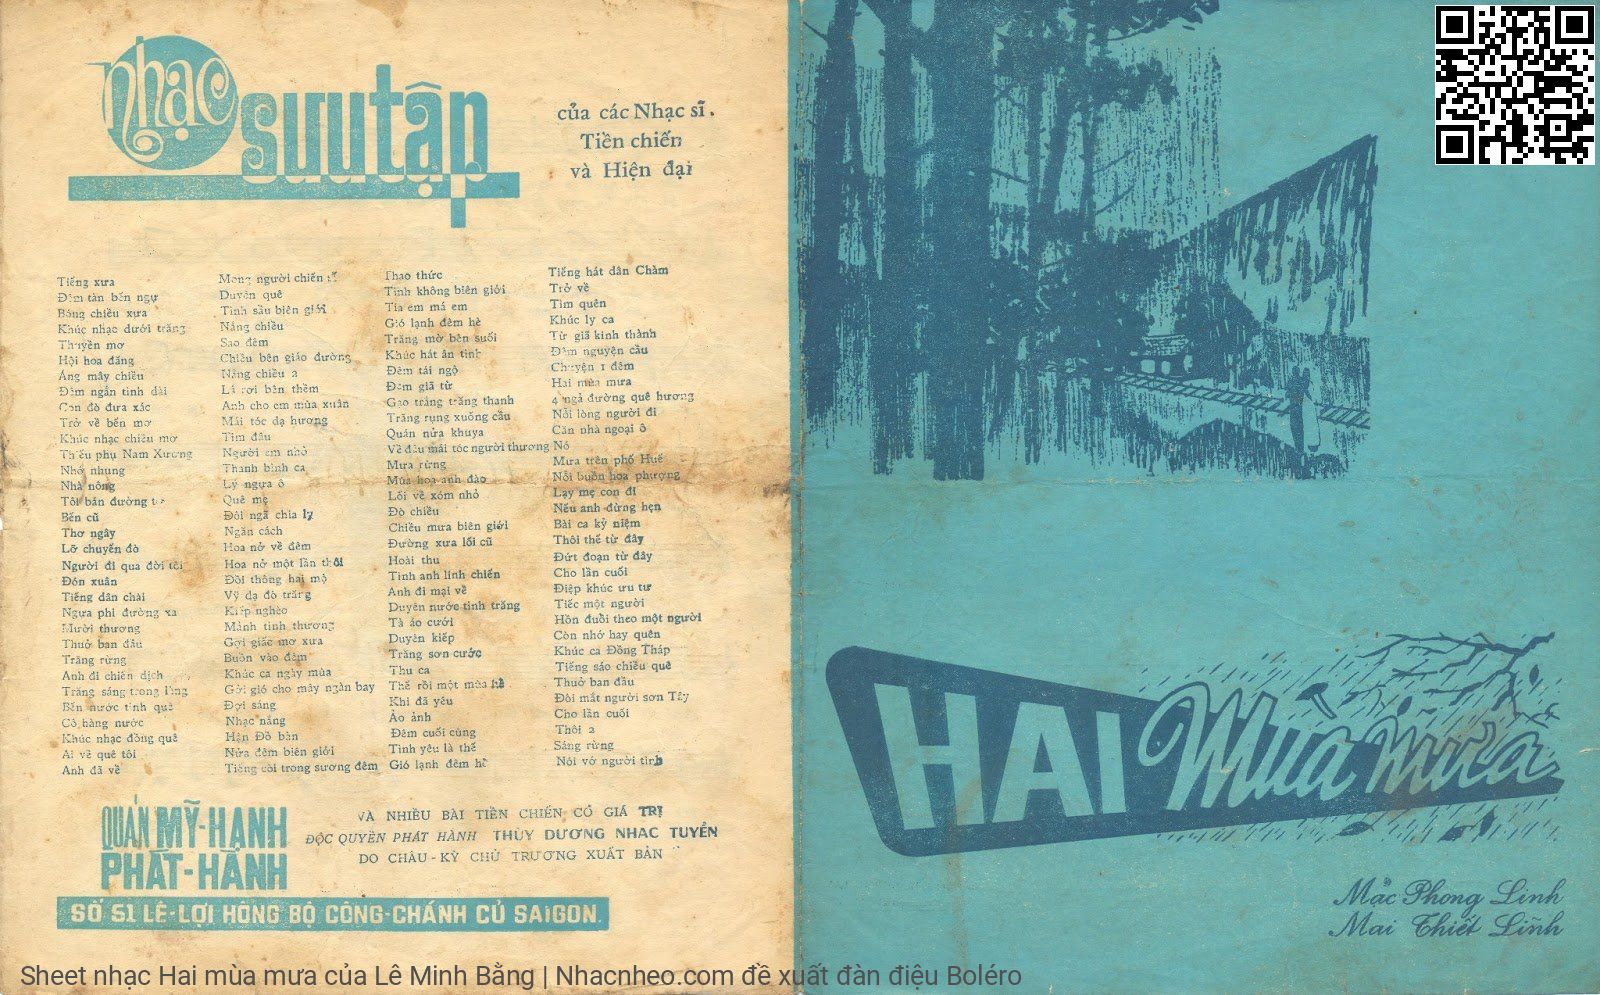 nhạc
sưu tập
của các Nhạc sĩ
Tiền chiến
và Hiện đại
Tiếng xưa
Đêm tàn bến ngự
Bóng chiều xưa
Khúc nhạc dưới trăng
Thuyền mơ
Hội hoa đăng
Áng mây chiều
Đêm ngắn tình dài
Con đò đưa xác
Trở về bến mơ
Khúc nhạc chiều mơ
Thiếu phụ Nam Xương
Nhớ nhung
Nhà nông
Tôi bán đường tơ
Bến cũ
Thơ ngây
Lỡ chuyến đò
Người đi qua đời tôi
Đón xuân
Tiếng dân chài
Ngựa phi đường xa
Mười thương
Thuở ban đầu
Trăng rừng
Anh đi chiến dịch
Trăng sáng trong làng
Bến nước tình quê
Cô hàng nước
Khúc nhạc đồng quê
Ai về quê tôi
Anh đã về
Mong người chiến sĩ
Duyên quê
Tình sầu biên giới
Nắng chiều
Sao đêm
Chiều bên giáo đường
Nắng chiều 2
Lá rơi bên thềm
Anh cho em mùa xuân
Mái tóc dạ hương
Tìm đâu
Người em nhỏ
Thanh bình ca
Lý ngựa ô
Quê mẹ
Đôi ngã chia ly
Ngăn cách
Hoa nở về đêm
Hoa nở một lần thôi
Đồi thông hai mộ
Vỹ dạ đò trăng
Kiếp nghèo
Mảnh tình thương
Gợi giấc mơ xưa
Buồn vào đêm
Khúc ca ngày mùa
Gởi gió cho mây ngàn bay
Đợi sáng
Nhạc nắng
Hận Đồ bàn
Nửa đêm biên giới
Tiếng còi trong sương đêm
Thao thức
Tình không biên giới
Tía em má em
Gió lạnh đêm hè
Trăng mờ bên suối
Khúc hát ân tình
Đêm tái ngộ
Đêm giã từ
Gạo trắng trăng thanh
Trăng rụng xuống cầu
Quán nửa khuya
Về đâu mái tóc người thương
Mưa rừng
Mùa hoa anh đào
Lối về xóm nhỏ
Đò chiều
Chiều mưa biên giới
Đường xưa lối cũ
Hoài thu
Tình anh lính chiến
Anh đi mai về
Duyên nước tình trăng
Tà áo cưới
Duyên kiếp
Trăng sơn cước
Thu ca
Thế rồi một mùa hè
Khi đã yêu
Ảo ảnh
Đêm cuối cùng
Tình yêu là thế
Gió lạnh đêm hè
Tiếng hát dân Chàm
Trở về
Tìm quên
Khúc ly ca
Từ giã kinh thành
Đêm nguyện cầu
Chuyện 1 đêm
Hai mùa mưa
4 ngả đường quê hương
Nỗi lòng người đi
Căn nhà ngoại ô
Nó
Mưa trên phố Huế
Nỗi buồn hoa phượng
Lạy mẹ con đi
Nếu anh đừng hẹn
Bài ca kỷ niệm
Thôi thế từ đây
Đứt đoạn từ đây
Cho lần cuối
Điệp khúc ưu tư
Tiếc một người
Hồn đuổi theo một người
Còn nhớ hay quên
Khúc ca Đồng Tháp
Tiếng sáo chiều quê
Thuở ban đầu
Đôi mắt người sơn Tây
Cho lần cuối
Thôi 2
Sáng rừng
Nói vớ người tình
QUÁN MỸ-HẠNH
PHÁT-HÀNH
VÀ NHIỀU BÀI TIỀN CHIẾN CÓ GIÁ TRỊ
ĐỘC QUYỀN PHÁT HÀNH THÙY DƯƠNG NHẠC TUYỂN
DO CHÂU-KỲ CHỦ TRƯƠNG XUẤT BẢN
SỐ 51 LÊ-LỢI HÔNG BỘ CÔNG-CHÁNH CỦ SAIGON.
HAI mùa mưa
Mặc Phong Linh
Mai Thiết Lĩnh
Sheet nhạc Hai mùa mưa của Lê Minh Bằng | Nhacnheo.com đề xuất đàn điệu Boléro